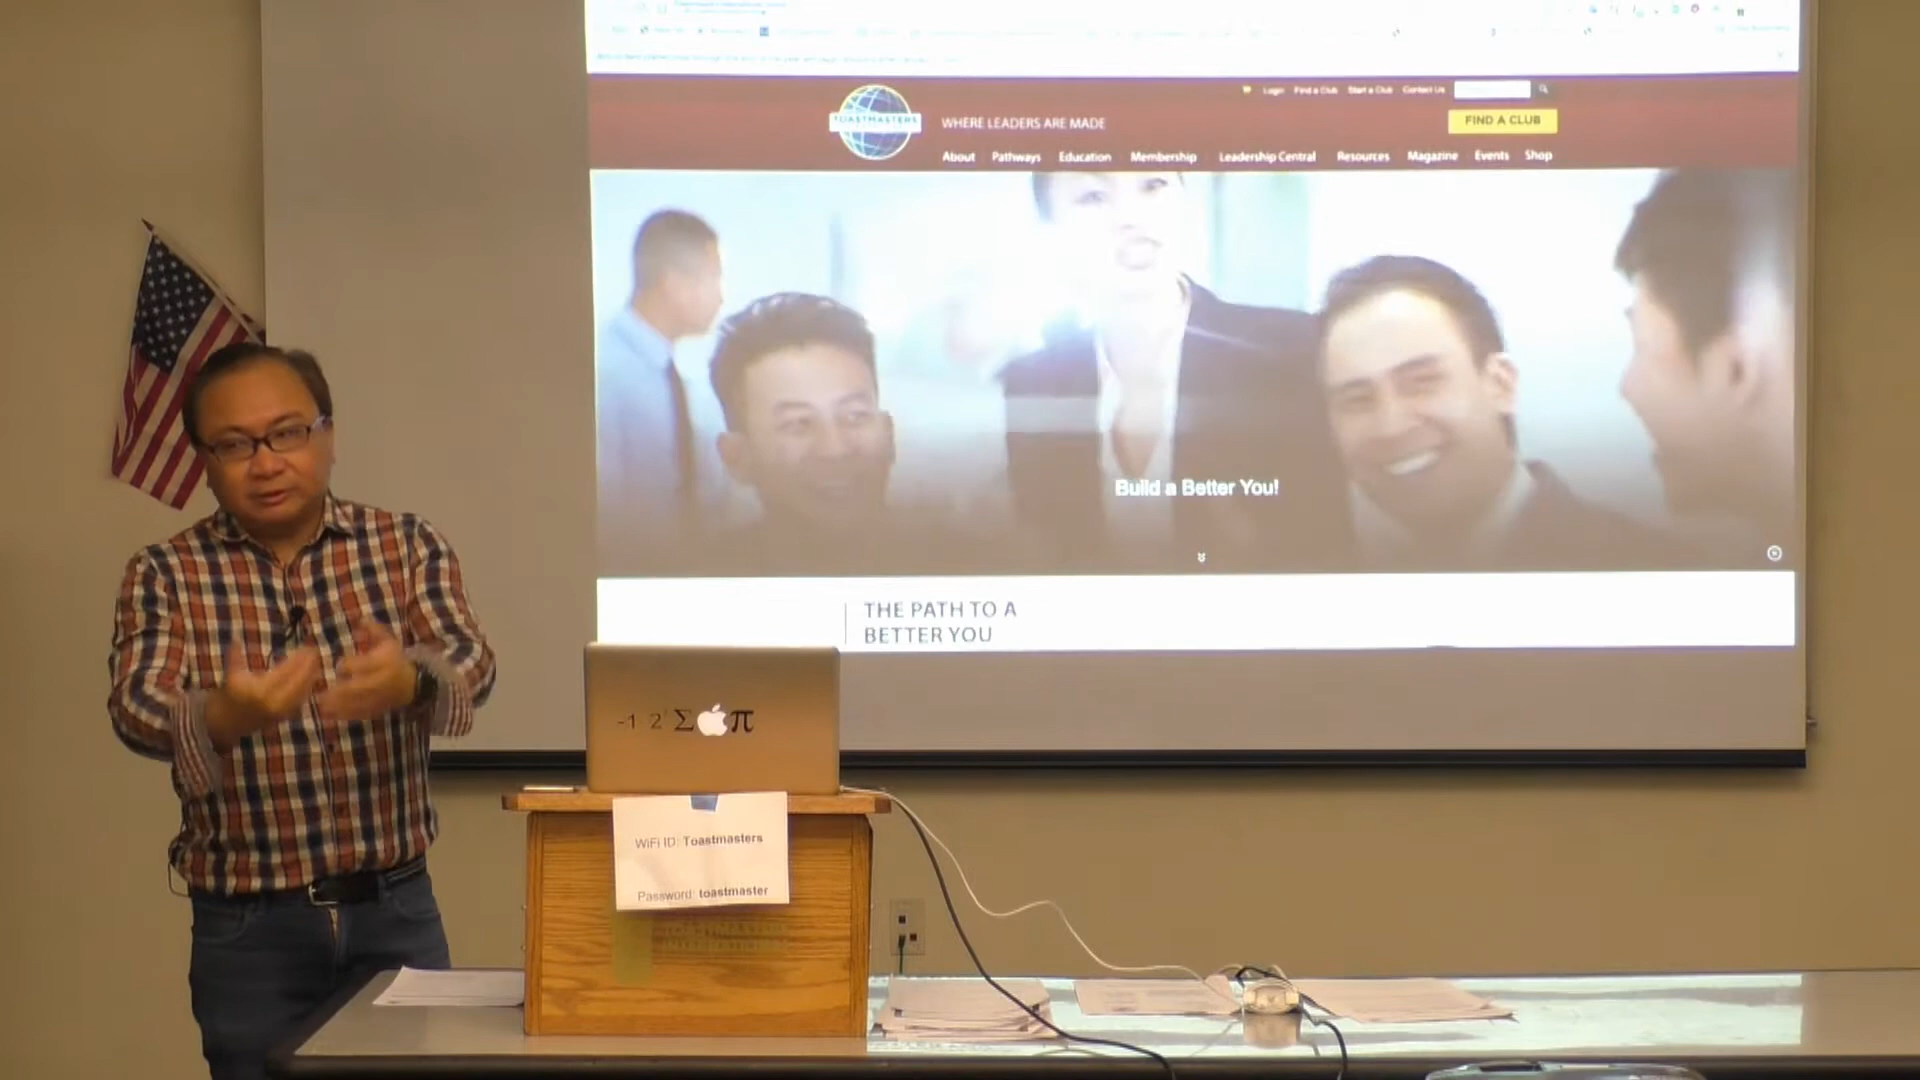 Login Find a Club Start a Club Contact Us
TOASTMASTERS
WHERE LEADERS ARE MADE
FIND A CLUB
About Pathways Education Membership Leadership Central Resources Magazine Events Shop
Build a Better You!
THE PATH TO A
BETTER YOU
-1 2³ Σ π
WiFi ID: Toastmasters
Password: toastmaster